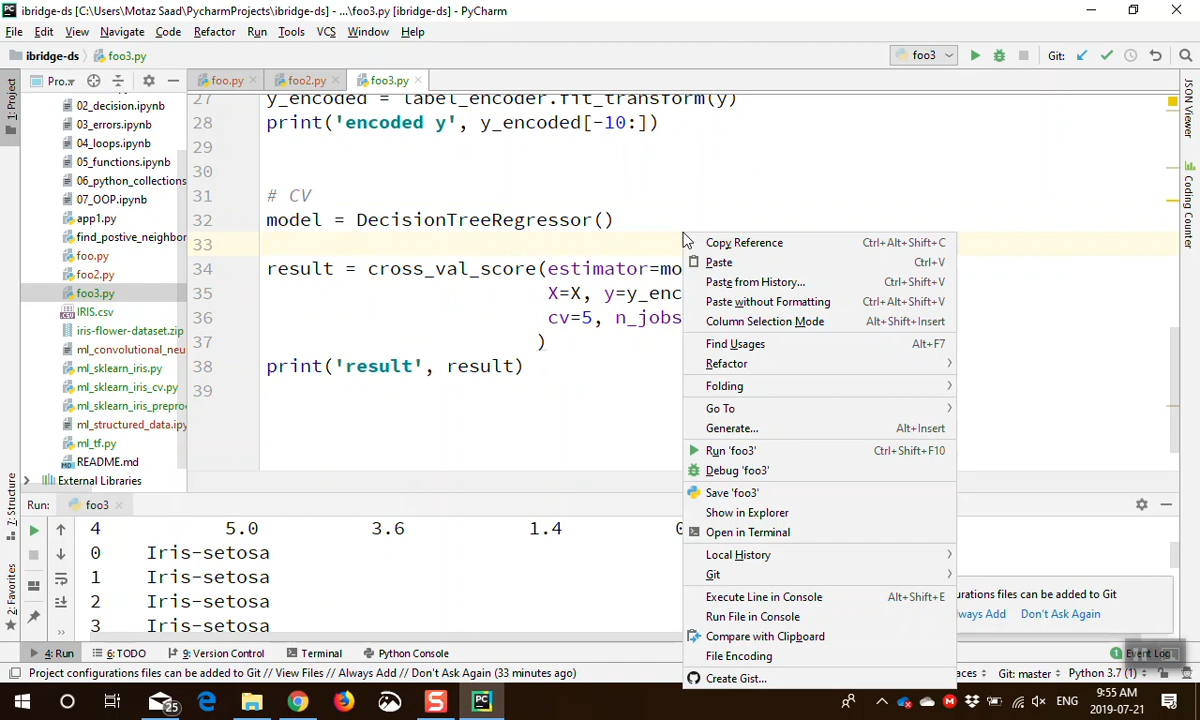 ibridge-ds [C:\Users\Motaz Saad\PycharmProjects\ibridge-ds] - ...\foo3.py [ibridge-ds] - PyCharm
File Edit View Navigate Code Refactor Run Tools VCS Window Help
ibridge-ds foo3.py
foo3
Git:
Pro...
foo.py
foo2.py
foo3.py
1: Project
7: Structure
2: Favorites
JSON Viewer
Coding Counter
02_decision.ipynb
03_errors.ipynb
04_loops.ipynb
05_functions.ipynb
06_python_collections
07_OOP.ipynb
app1.py
find_postive_neighbor
foo.py
foo2.py
foo3.py
IRIS.csv
iris-flower-dataset.zip
ml_convolutional_neu
ml_sklearn_iris.py
ml_sklearn_iris_cv.py
ml_sklearn_iris_prepro
ml_structured_data.ipy
ml_tf.py
README.md
External Libraries
27 y_encoded = label_encoder.fit_transform(y)
28 print('encoded y', y_encoded[-10:])
29
30
31 # CV
32 model = DecisionTreeRegressor()
33
34 result = cross_val_score(estimator=mo
35 X=X, y=y_enc
36 cv=5, n_jobs
37 )
38 print('result', result)
39
Copy Reference Ctrl+Alt+Shift+C
Paste Ctrl+V
Paste from History... Ctrl+Shift+V
Paste without Formatting Ctrl+Alt+Shift+V
Column Selection Mode Alt+Shift+Insert
Find Usages Alt+F7
Refactor
Folding
Go To
Generate... Alt+Insert
Run 'foo3' Ctrl+Shift+F10
Debug 'foo3'
Save 'foo3'
Show in Explorer
Open in Terminal
Local History
Git
Execute Line in Console Alt+Shift+E
Run File in Console
Compare with Clipboard
File Encoding
Create Gist...
Run: foo3
4 5.0 3.6 1.4
0 Iris-setosa
1 Iris-setosa
2 Iris-setosa
3 Iris-setosa
urations files can be added to Git
ways Add Don't Ask Again
4: Run 6: TODO 9: Version Control Terminal Python Console
1 Event Log
Project configurations files can be added to Git // View Files // Always Add // Don't Ask Again (33 minutes ago)
aces Git: master Python 3.7 (1)
25
ENG
9:55 AM
2019-07-21